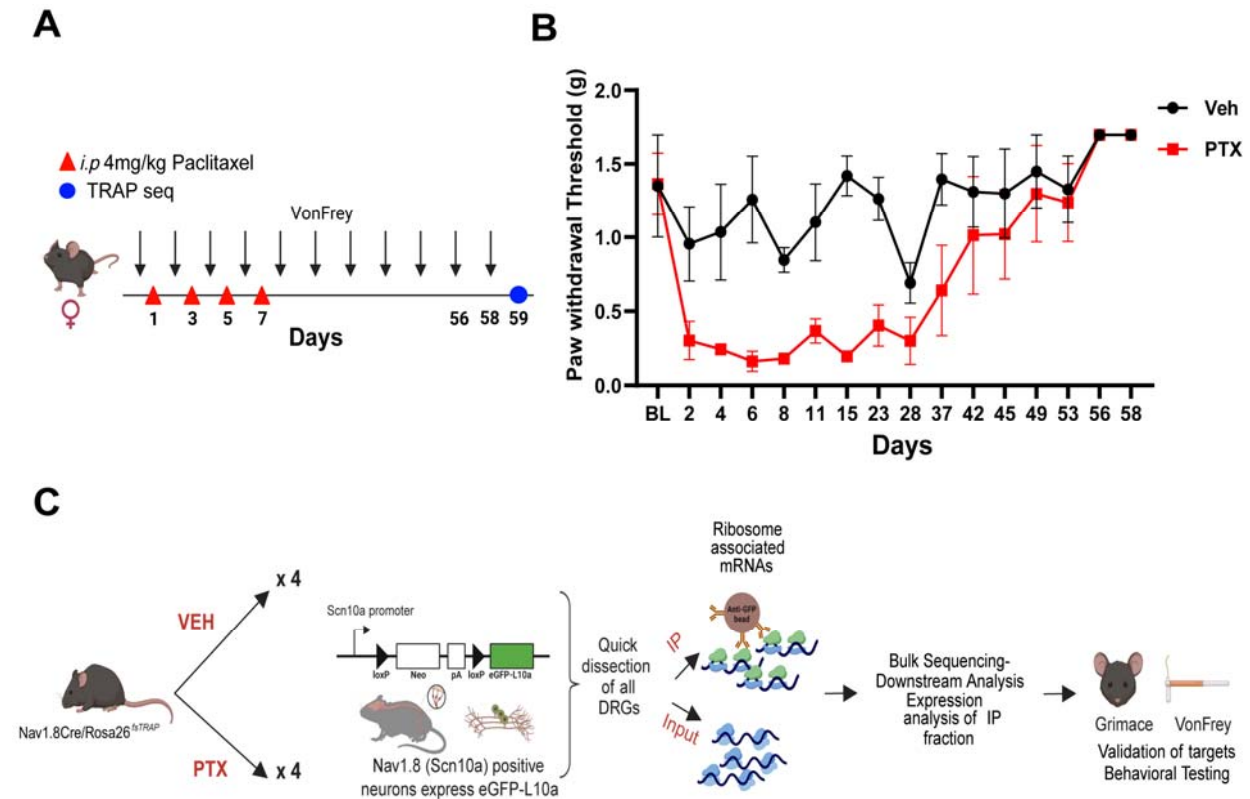 A
i.p 4mg/kg Paclitaxel
TRAP seq
VonFrey
1 3 5 7 56 58 59
Days
B
Paw withdrawal Threshold (g)
2.0
1.5
1.0
0.5
0.0
BL 2 4 6 8 11 15 23 28 37 42 45 49 53 56 58
Days
Veh
PTX
C
Nav1.8Cre/Rosa26fsTRAP
VEH
x 4
PTX
x 4
Scn10a promoter
loxP Neo pA loxP eGFP-L10a
Nav1.8 (Scn10a) positive
neurons express eGFP-L10a
Quick
dissection
of all
DRGs
Ribosome
associated
mRNAs
Anti-GFP
bead
IP
Input
Bulk Sequencing-
Downstream Analysis
Expression
analysis of IP
fraction
Grimace VonFrey
Validation of targets
Behavioral Testing